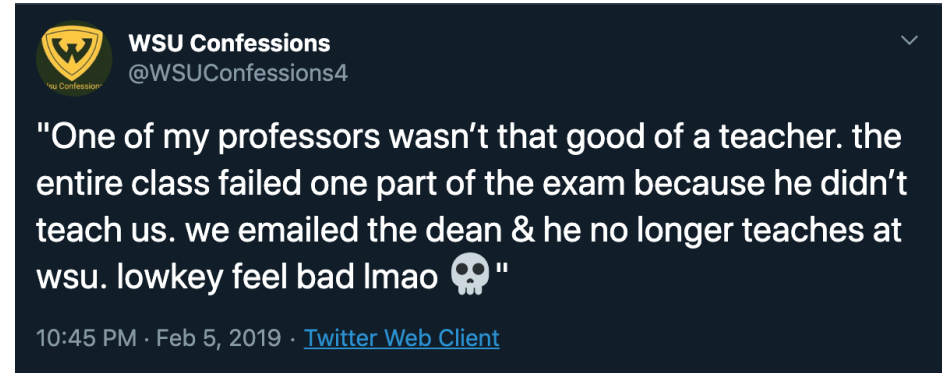 WSU Confessions
@WSUConfessions4
su Confession
"One of my professors wasn’t that good of a teacher. the
entire class failed one part of the exam because he didn’t
teach us. we emailed the dean & he no longer teaches at
wsu. lowkey feel bad lmao 💀"
10:45 PM · Feb 5, 2019 · Twitter Web Client